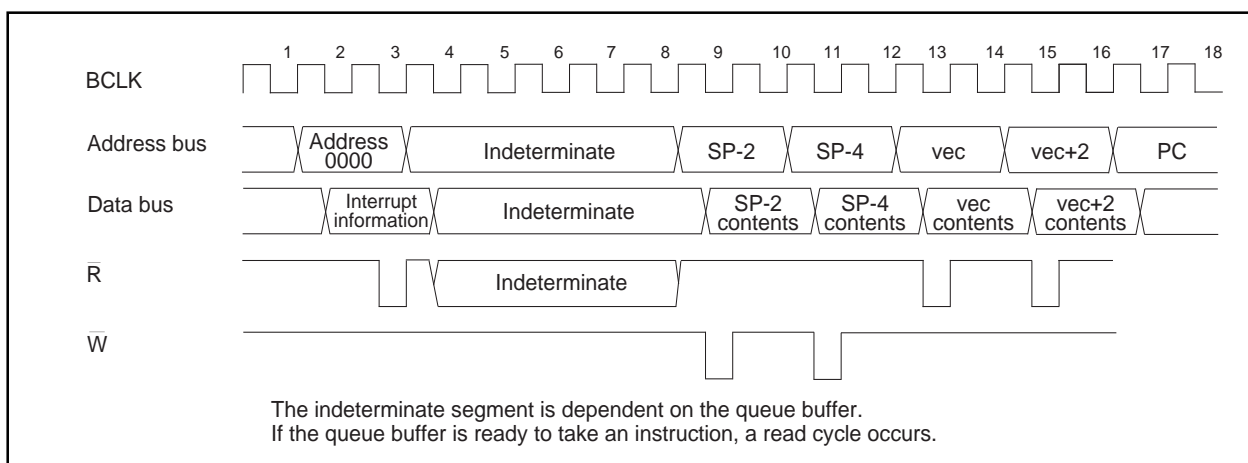 1 2 3 4 5 6 7 8 9 10 11 12 13 14 15 16 17 18
BCLK
Address bus
Address
0000
Indeterminate
SP-2
SP-4
vec
vec+2
PC
Data bus
Interrupt
information
Indeterminate
SP-2
contents
SP-4
contents
vec
contents
vec+2
contents
R̅
Indeterminate
W̅
The indeterminate segment is dependent on the queue buffer.
If the queue buffer is ready to take an instruction, a read cycle occurs.